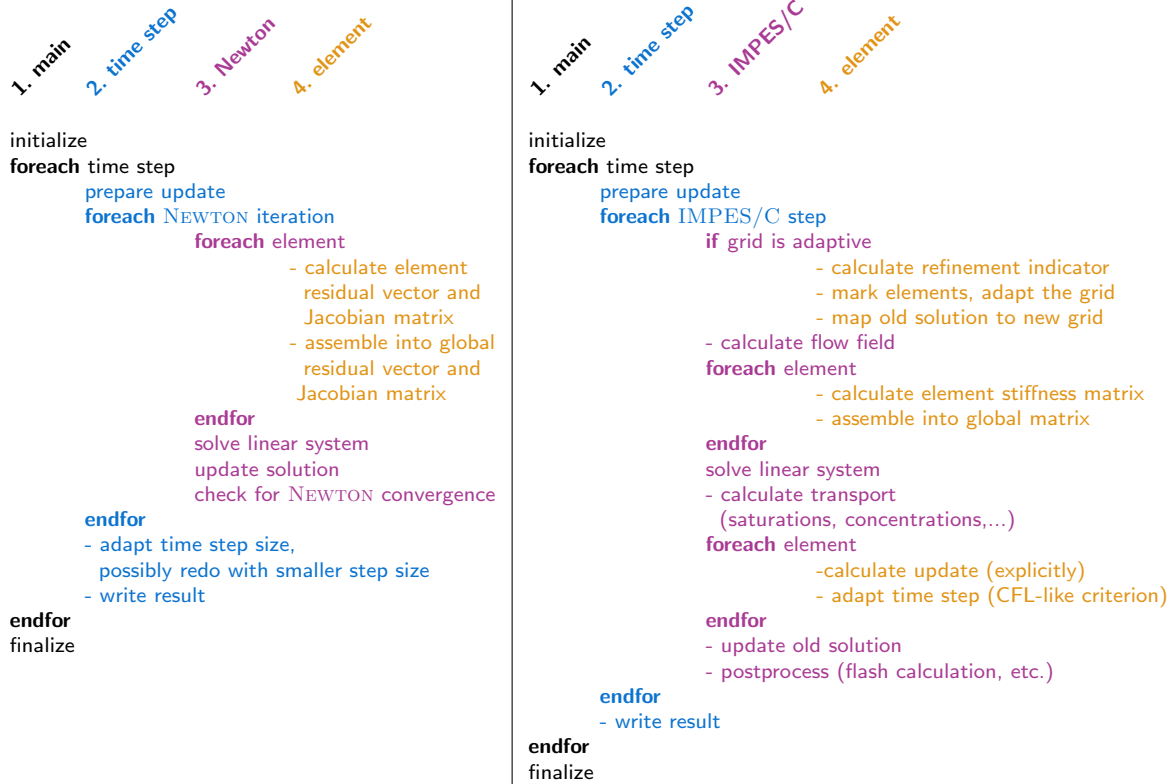 1. main
2. time step
3. Newton
4. element
initialize
foreach time step
prepare update
foreach NEWTON iteration
foreach element
- calculate element
residual vector and
Jacobian matrix
- assemble into global
residual vector and
Jacobian matrix
endfor
solve linear system
update solution
check for NEWTON convergence
endfor
- adapt time step size,
possibly redo with smaller step size
- write result
endfor
finalize
1. main
2. time step
3. IMPES/C
4. element
initialize
foreach time step
prepare update
foreach IMPES/C step
if grid is adaptive
- calculate refinement indicator
- mark elements, adapt the grid
- map old solution to new grid
- calculate flow field
foreach element
- calculate element stiffness matrix
- assemble into global matrix
endfor
solve linear system
- calculate transport
(saturations, concentrations,...)
foreach element
-calculate update (explicitly)
- adapt time step (CFL-like criterion)
endfor
- update old solution
- postprocess (flash calculation, etc.)
endfor
- write result
endfor
finalize